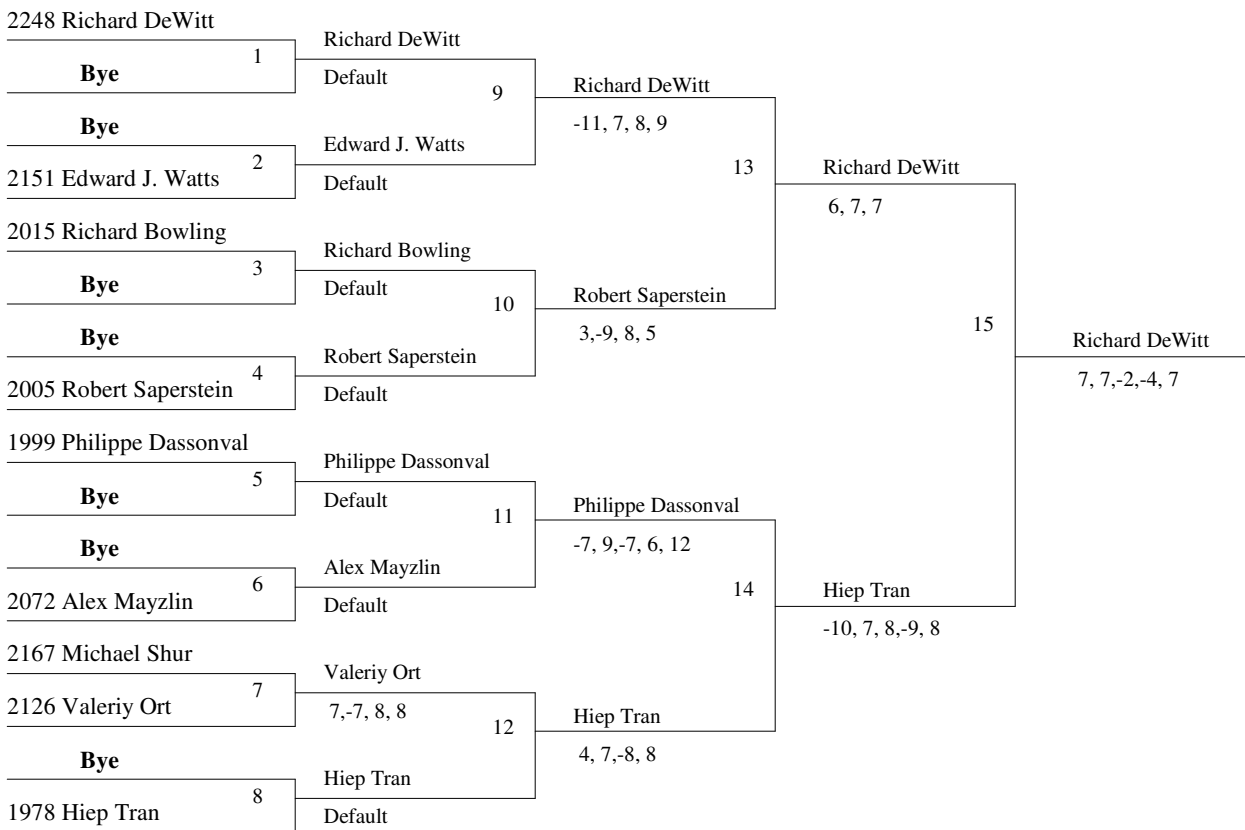 2248 Richard DeWitt
1
Bye
Bye
2
2151 Edward J. Watts
2015 Richard Bowling
3
Bye
Bye
4
2005 Robert Saperstein
1999 Philippe Dassonval
5
Bye
Bye
6
2072 Alex Mayzlin
2167 Michael Shur
7
2126 Valeriy Ort
Bye
8
1978 Hiep Tran
Richard DeWitt
Default
9
Edward J. Watts
Default
Richard Bowling
Default
10
Robert Saperstein
Default
Philippe Dassonval
Default
11
Alex Mayzlin
Default
Valeriy Ort
7,-7, 8, 8
12
Hiep Tran
Default
Richard DeWitt
-11, 7, 8, 9
13
Robert Saperstein
3,-9, 8, 5
Philippe Dassonval
-7, 9,-7, 6, 12
14
Hiep Tran
4, 7,-8, 8
Richard DeWitt
6, 7, 7
15
Hiep Tran
-10, 7, 8,-9, 8
Richard DeWitt
7, 7,-2,-4, 7